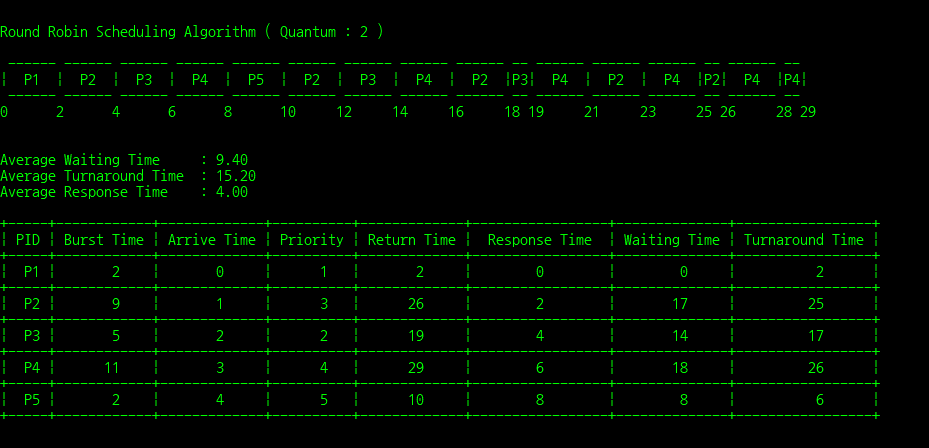 Round Robin Scheduling Algorithm ( Quantum : 2 )
| P1 | P2 | P3 | P4 | P5 | P2 | P3 | P4 | P2 |P3| P4 | P2 | P4 |P2| P4 |P4|
0 2 4 6 8 10 12 14 16 18 19 21 23 25 26 28 29
Average Waiting Time : 9.40
Average Turnaround Time : 15.20
Average Response Time : 4.00
| PID | Burst Time | Arrive Time | Priority | Return Time | Response Time | Waiting Time | Turnaround Time |
| P1 | 2 | 0 | 1 | 2 | 0 | 0 | 2 |
| P2 | 9 | 1 | 3 | 26 | 2 | 17 | 25 |
| P3 | 5 | 2 | 2 | 19 | 4 | 14 | 17 |
| P4 | 11 | 3 | 4 | 29 | 6 | 18 | 26 |
| P5 | 2 | 4 | 5 | 10 | 8 | 8 | 6 |